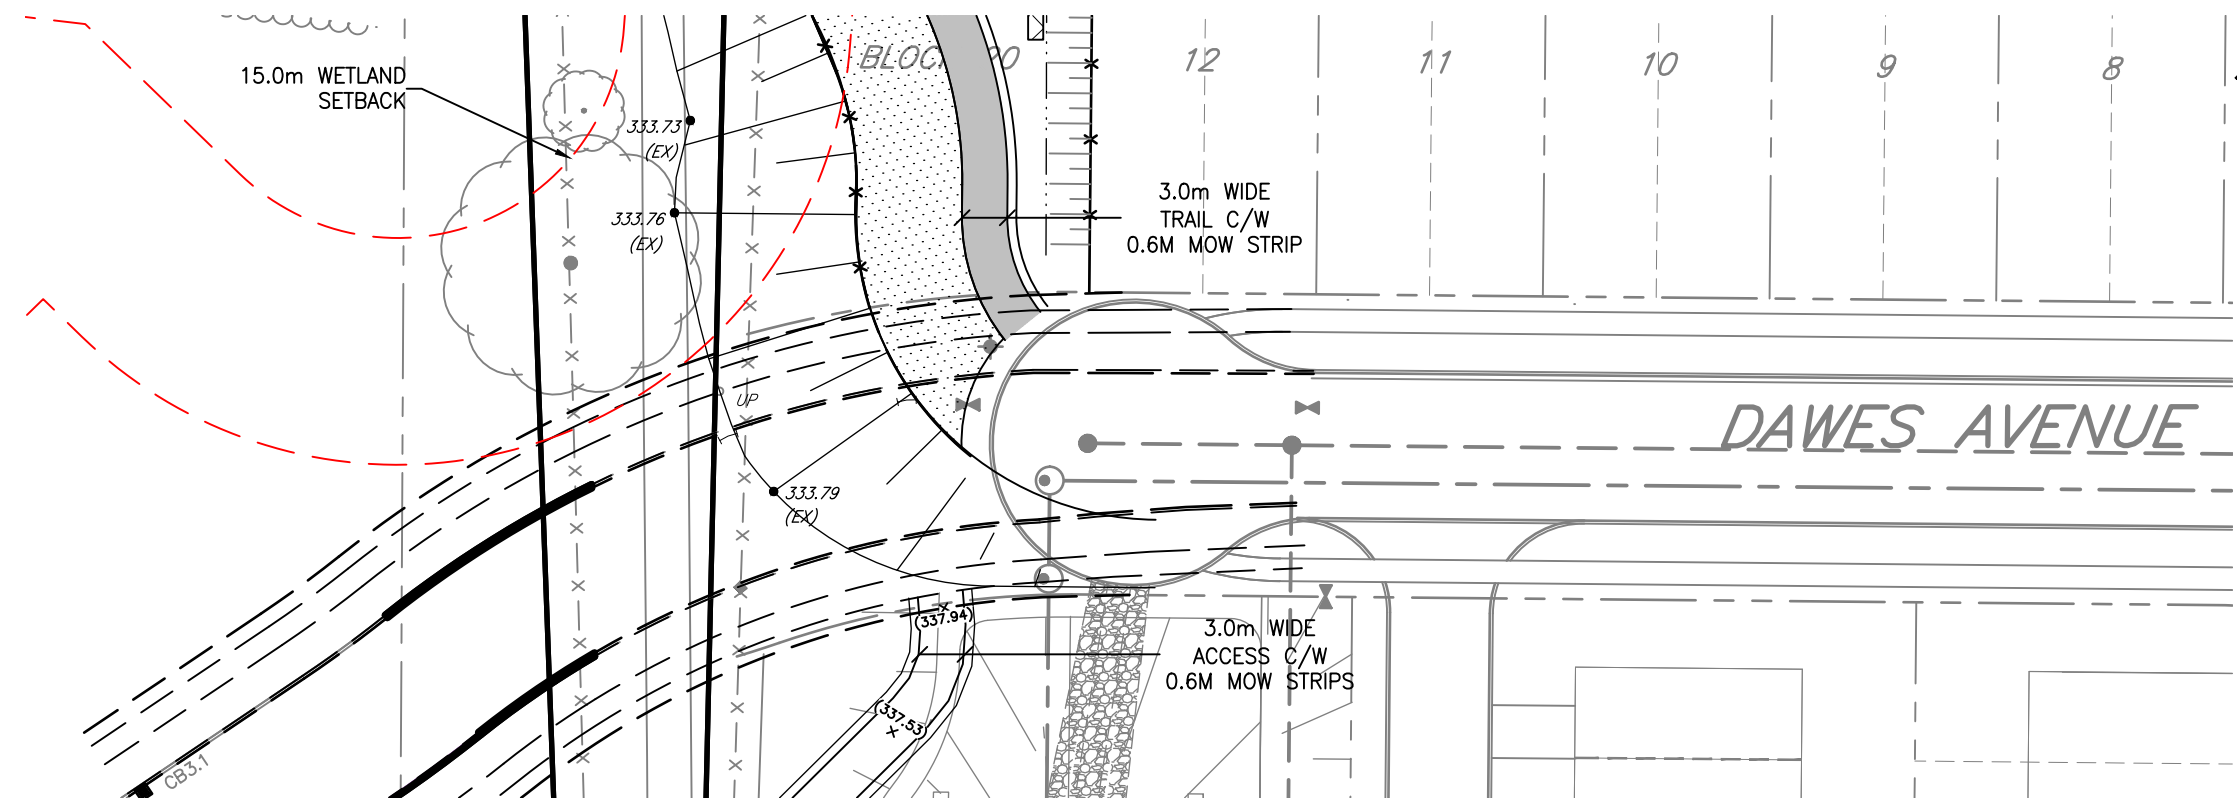 BLOCK 20
12
11
10
9
8
15.0m WETLAND
SETBACK
333.73
(EX)
333.76
(EX)
3.0m WIDE
TRAIL C/W
0.6M MOW STRIP
UP
DAWES AVENUE
333.79
(EX)
(337.94)
3.0m WIDE
ACCESS C/W
0.6M MOW STRIPS
(337.53)
CB3.1